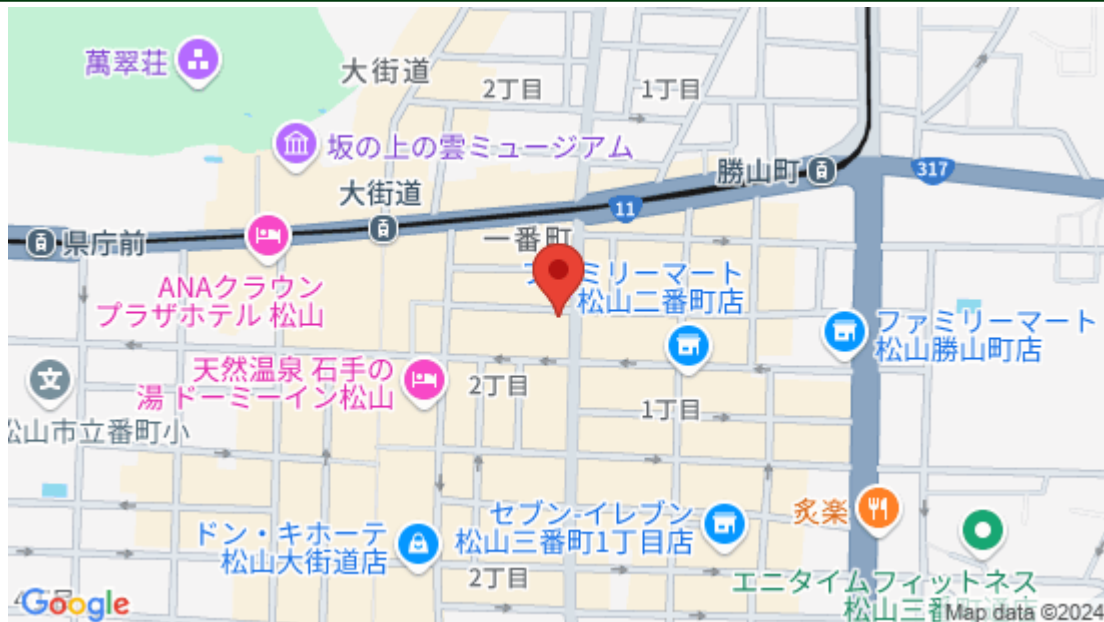 萬翠荘
大街道
2丁目
1丁目
坂の上の雲ミュージアム
勝山町
317
大街道
11
県庁前
一番町
ANAクラウン
プラザホテル 松山
ミリーマート
松山二番町店
ファミリーマート
松山勝山町店
天然温泉 石手の
湯 ドーミーイン松山
2丁目
1丁目
文
松山市立番町小
セブン-イレブン
松山三番町1丁目店
炙楽
ドン・キホーテ
松山大街道店
2丁目
エニタイムフィットネス
松山三番町
Google
Map data ©2024